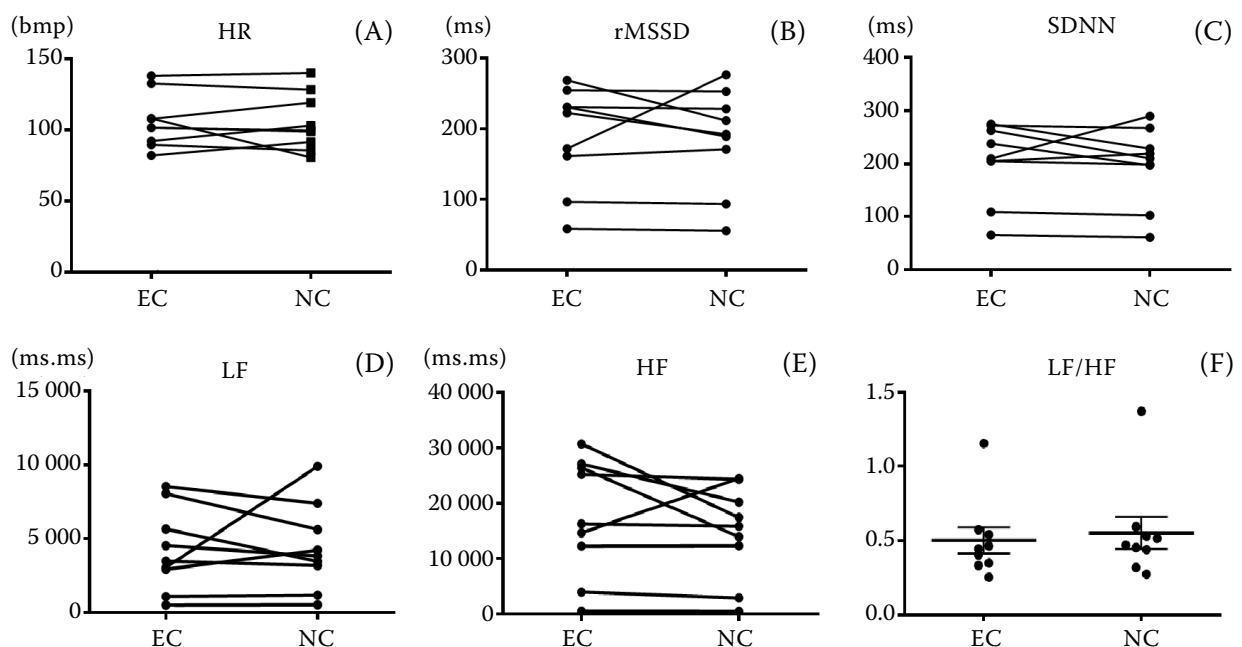 (bmp) HR (A)
150
100
50
0
EC NC
(ms) rMSSD (B)
300
200
100
0
EC NC
(ms) SDNN (C)
400
300
200
100
0
EC NC
(ms.ms) LF (D)
15 000
10 000
5 000
0
EC NC
(ms.ms) HF (E)
40 000
30 000
20 000
10 000
0
EC NC
LF/HF (F)
1.5
1.0
0.5
0.0
EC NC